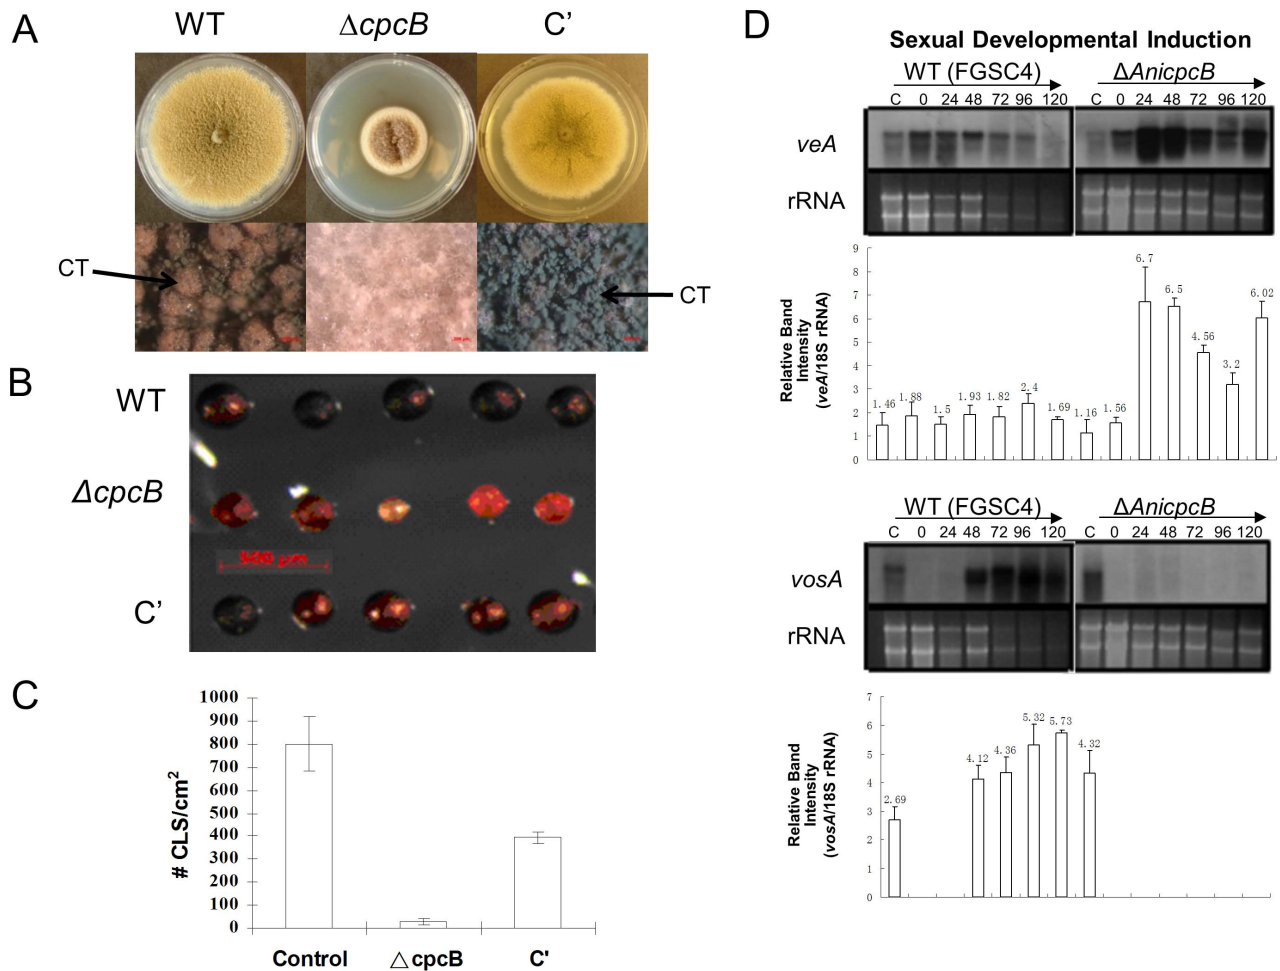 A
WT
ΔcpcB
C’
CT
CT
B
WT
ΔcpcB
C’
500 μm
C
# CLS/cm²
1000
900
800
700
600
500
400
300
200
100
0
Control
△cpcB
C'
D
Sexual Developmental Induction
WT (FGSC4)
ΔAnicpcB
C 0 24 48 72 96 120
C 0 24 48 72 96 120
veA
rRNA
Relative Band
Intensity
(veA/18S rRNA)
9
8
7
6
5
4
3
2
1
0
1.46 1.88 1.5 1.93 1.82 2.4 1.69 1.16 1.56 6.7 6.5 4.56 3.2 6.02
WT (FGSC4)
ΔAnicpcB
C 0 24 48 72 96 120
C 0 24 48 72 96 120
vosA
rRNA
Relative Band
Intensity
(vosA/18S rRNA)
7
6
5
4
3
2
1
0
2.69 4.12 4.36 5.32 5.73 4.32